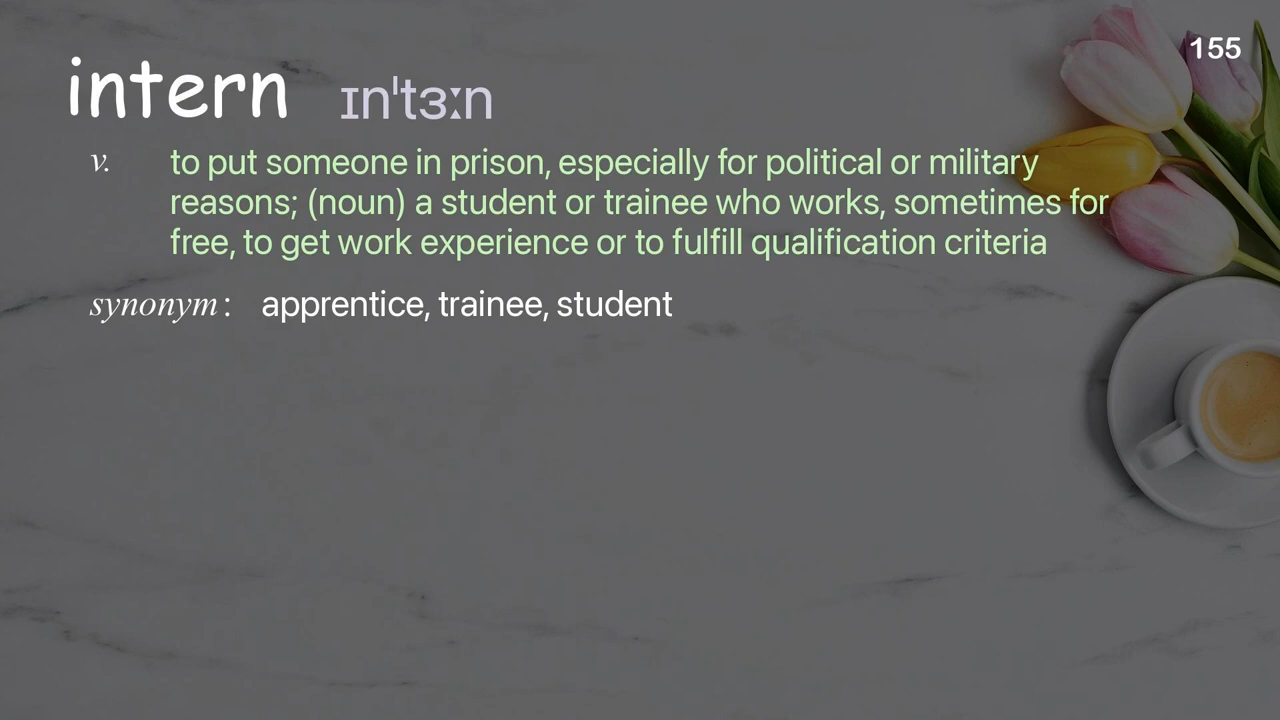 155
intern ɪnˈtɜːn
v. to put someone in prison, especially for political or military
reasons; (noun) a student or trainee who works, sometimes for
free, to get work experience or to fulfill qualification criteria
synonym: apprentice, trainee, student